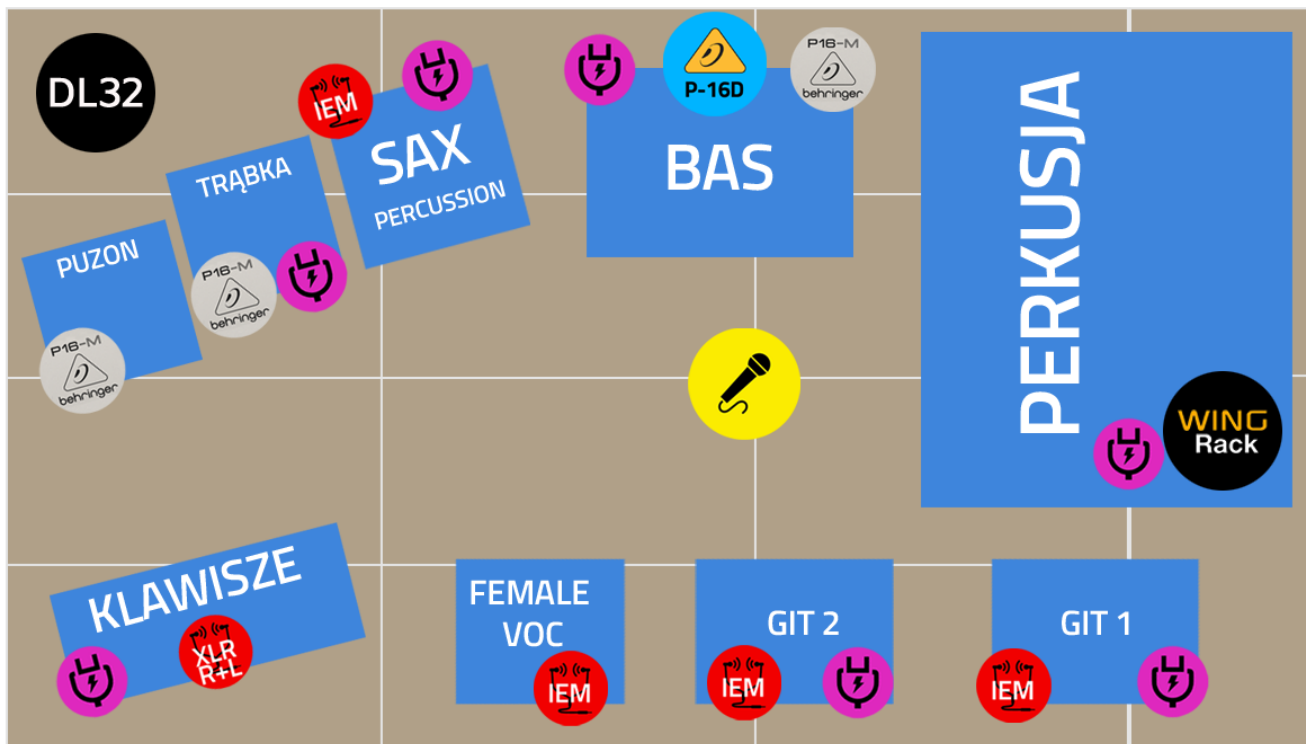 DL32
IEM
SAX
PERCUSSION
TRĄBKA
P16-M
behringer
PUZON
P16-M
behringer
P-16D
P16-M
behringer
BAS
PERKUSJA
WING
Rack
KLAWISZE
XLR
R+L
FEMALE
VOC
IEM
GIT 2
IEM
GIT 1
IEM